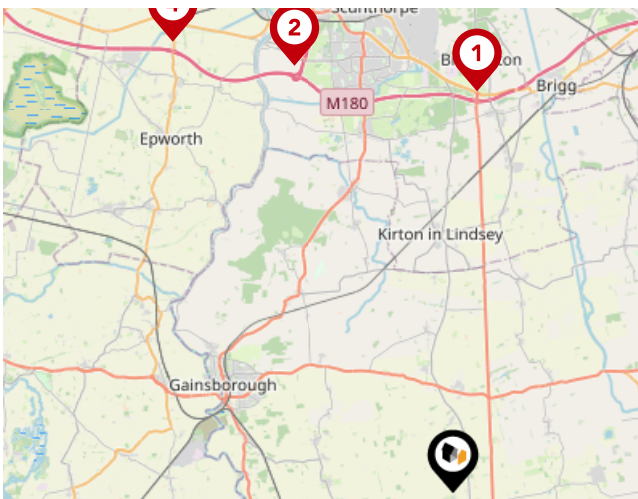 Scunthorpe
2
1
M180
Brigg
Epworth
Kirton in Lindsey
Gainsborough